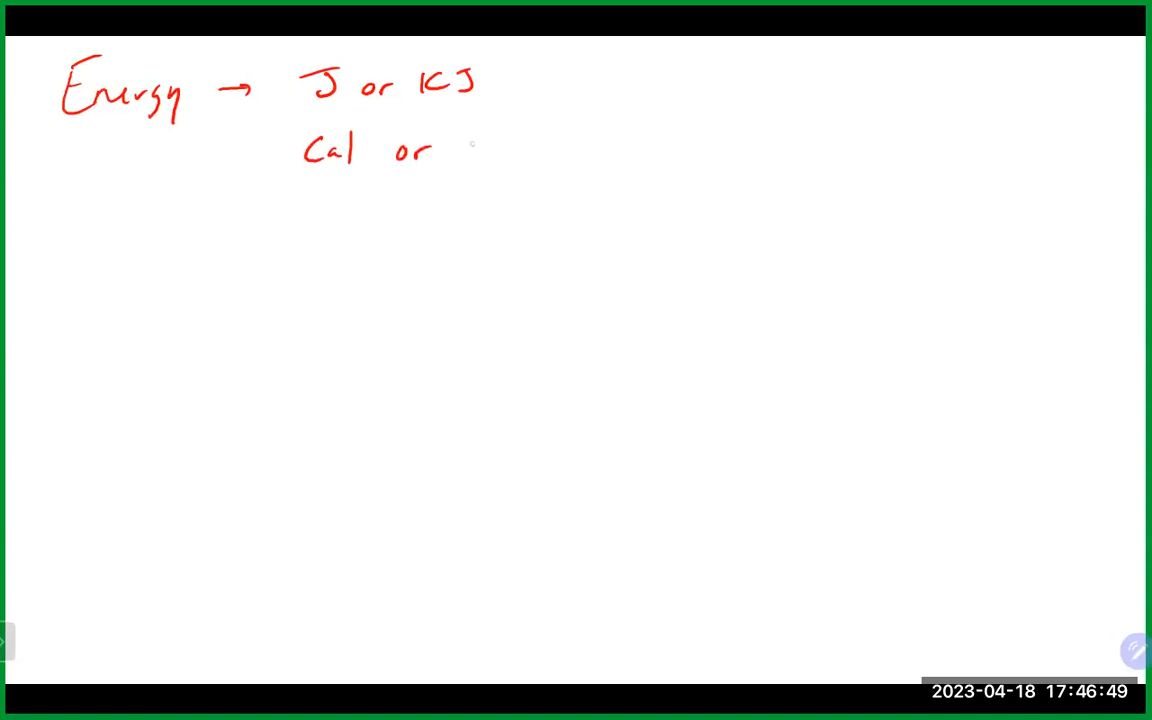 Energy → J or KJ
Cal or
2023-04-18 17:46:49